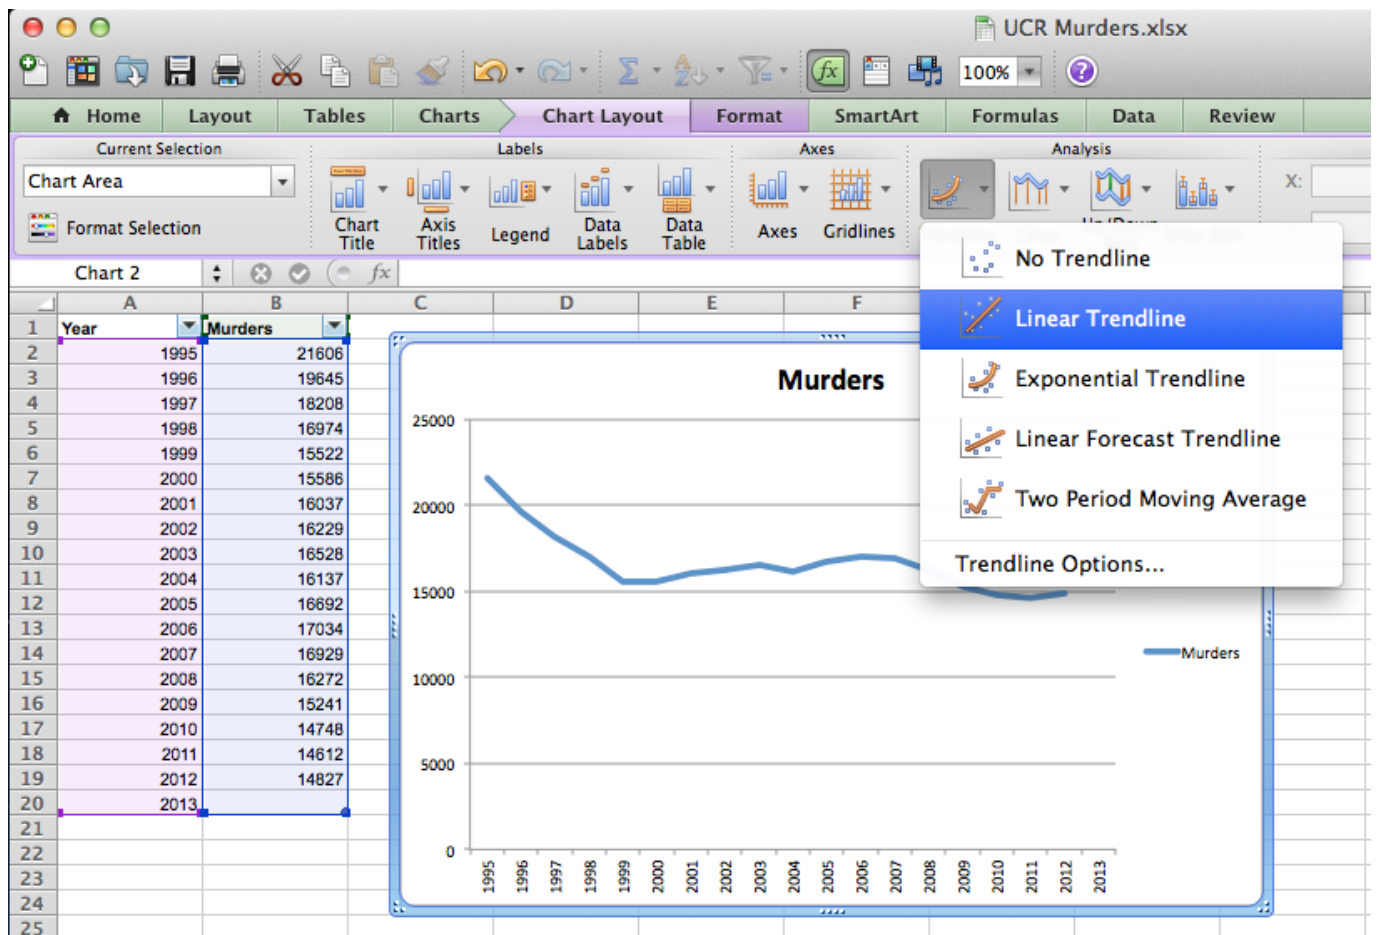 UCR Murders.xlsx
100%
Home Layout Tables Charts Chart Layout Format SmartArt Formulas Data Review
Current Selection Labels Axes Analysis
Chart Area
X:
Format Selection
Chart Title
Axis Titles
Legend
Data Labels
Data Table
Axes
Gridlines
Chart 2
fx
No Trendline
Linear Trendline
Exponential Trendline
Linear Forecast Trendline
Two Period Moving Average
Trendline Options...
A B C D E F
1 Year Murders
2 1995 21606
3 1996 19645
4 1997 18208
5 1998 16974
6 1999 15522
7 2000 15586
8 2001 16037
9 2002 16229
10 2003 16528
11 2004 16137
12 2005 16692
13 2006 17034
14 2007 16929
15 2008 16272
16 2009 15241
17 2010 14748
18 2011 14612
19 2012 14827
20 2013
21
22
23
24
25
Murders
25000
20000
15000
10000
5000
0
1995 1996 1997 1998 1999 2000 2001 2002 2003 2004 2005 2006 2007 2008 2009 2010 2011 2012 2013
Murders